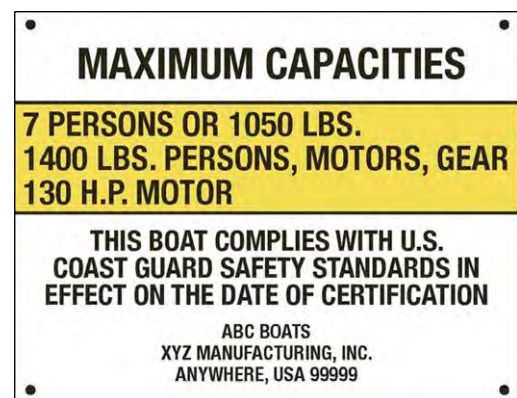 MAXIMUM CAPACITIES
7 PERSONS OR 1050 LBS.
1400 LBS. PERSONS, MOTORS, GEAR
130 H.P. MOTOR
THIS BOAT COMPLIES WITH U.S.
COAST GUARD SAFETY STANDARDS IN
EFFECT ON THE DATE OF CERTIFICATION
ABC BOATS
XYZ MANUFACTURING, INC.
ANYWHERE, USA 99999